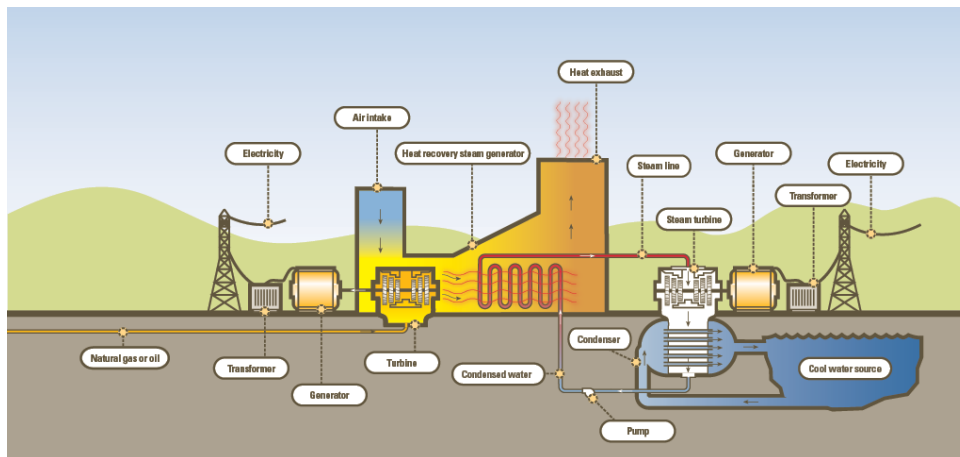 Heat exhaust
Air intake
Electricity
Heat recovery steam generator
Steam line
Generator
Electricity
Transformer
Steam turbine
Natural gas or oil
Transformer
Generator
Turbine
Condensed water
Condenser
Cool water source
Pump